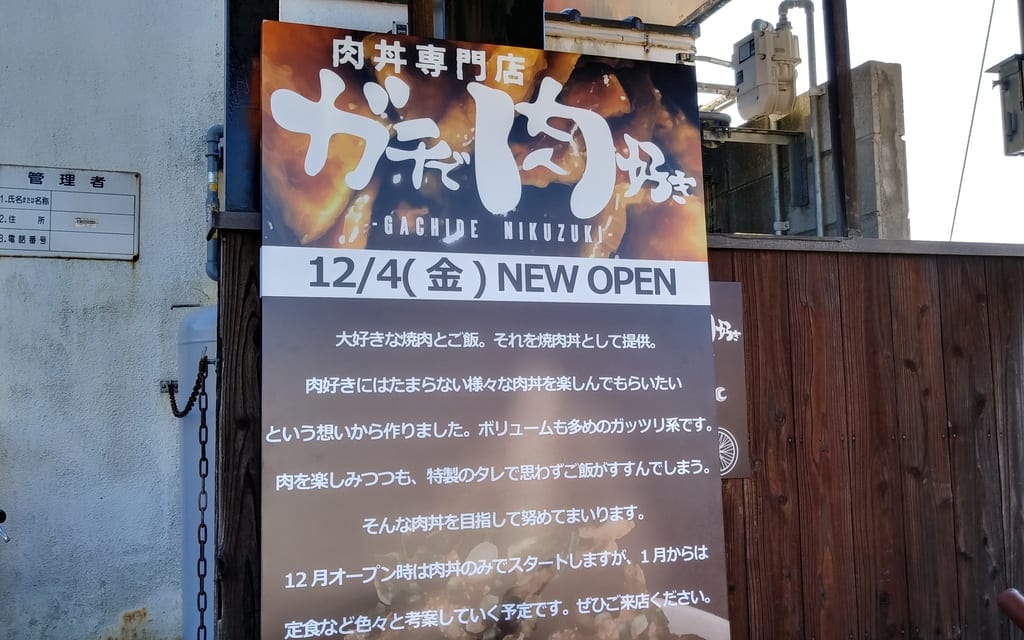 肉丼専門店
ガチで肉好き
-GACHIDE NIKUZUKI-
12/4(金) NEW OPEN
大好きな焼肉とご飯。それを焼肉丼として提供。
肉好きにはたまらない様々な肉丼を楽しんでもらいたい
という想いから作りました。ボリュームも多めのガッツリ系です。
肉を楽しみつつも、特製のタレで思わずご飯がすすんでしまう。
そんな肉丼を目指して努めてまいります。
12月オープン時は肉丼のみでスタートしますが、1月からは
定食など色々と考案していく予定です。ぜひご来店ください。
管理者
1.氏名または名称
2.住所
3.電話番号
好き